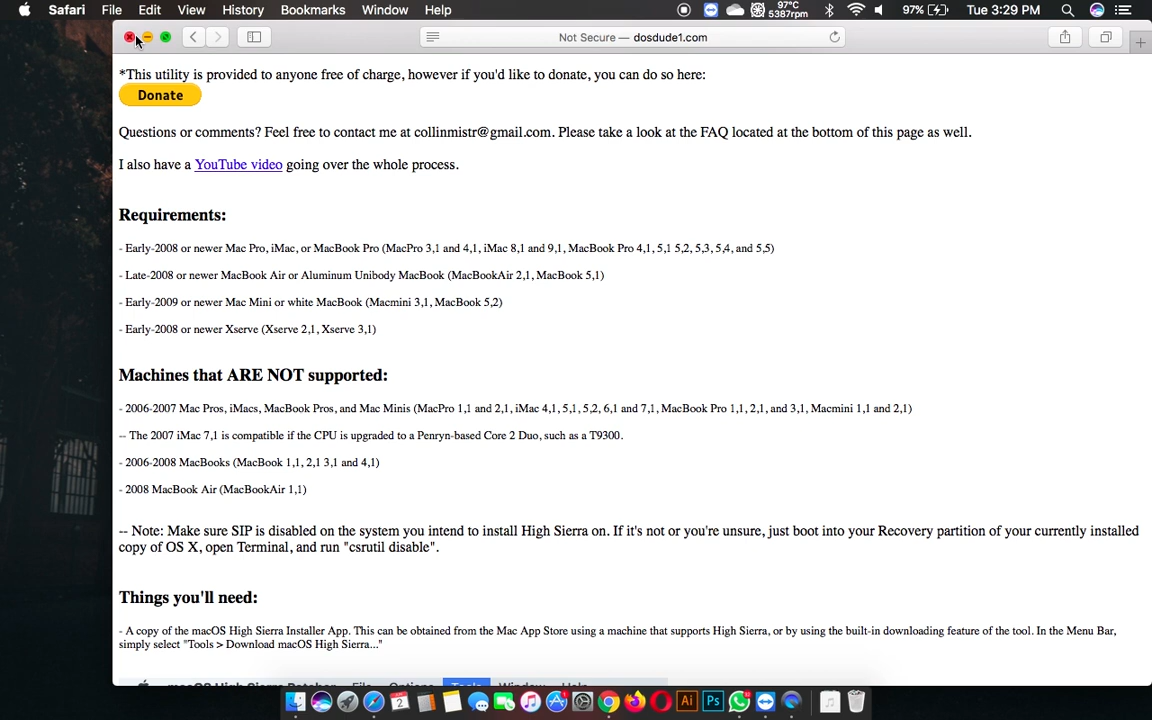 Safari File Edit View History Bookmarks Window Help 97°C 5387rpm 97% Tue 3:29 PM
Not Secure — dosdude1.com
*This utility is provided to anyone free of charge, however if you'd like to donate, you can do so here:
Donate
Questions or comments? Feel free to contact me at collinmistr@gmail.com. Please take a look at the FAQ located at the bottom of this page as well.
I also have a YouTube video going over the whole process.
Requirements:
- Early-2008 or newer Mac Pro, iMac, or MacBook Pro (MacPro 3,1 and 4,1, iMac 8,1 and 9,1, MacBook Pro 4,1, 5,1 5,2, 5,3, 5,4, and 5,5)
- Late-2008 or newer MacBook Air or Aluminum Unibody MacBook (MacBookAir 2,1, MacBook 5,1)
- Early-2009 or newer Mac Mini or white MacBook (Macmini 3,1, MacBook 5,2)
- Early-2008 or newer Xserve (Xserve 2,1, Xserve 3,1)
Machines that ARE NOT supported:
- 2006-2007 Mac Pros, iMacs, MacBook Pros, and Mac Minis (MacPro 1,1 and 2,1, iMac 4,1, 5,1, 5,2, 6,1 and 7,1, MacBook Pro 1,1, 2,1, and 3,1, Macmini 1,1 and 2,1)
-- The 2007 iMac 7,1 is compatible if the CPU is upgraded to a Penryn-based Core 2 Duo, such as a T9300.
- 2006-2008 MacBooks (MacBook 1,1, 2,1 3,1 and 4,1)
- 2008 MacBook Air (MacBookAir 1,1)
-- Note: Make sure SIP is disabled on the system you intend to install High Sierra on. If it's not or you're unsure, just boot into your Recovery partition of your currently installed
copy of OS X, open Terminal, and run "csrutil disable".
Things you'll need:
- A copy of the macOS High Sierra Installer App. This can be obtained from the Mac App Store using a machine that supports High Sierra, or by using the built-in downloading feature of the tool. In the Menu Bar,
simply select "Tools > Download macOS High Sierra..."
macOS High Sierra Patcher File Options Tools Window Help
2 Ai Ps